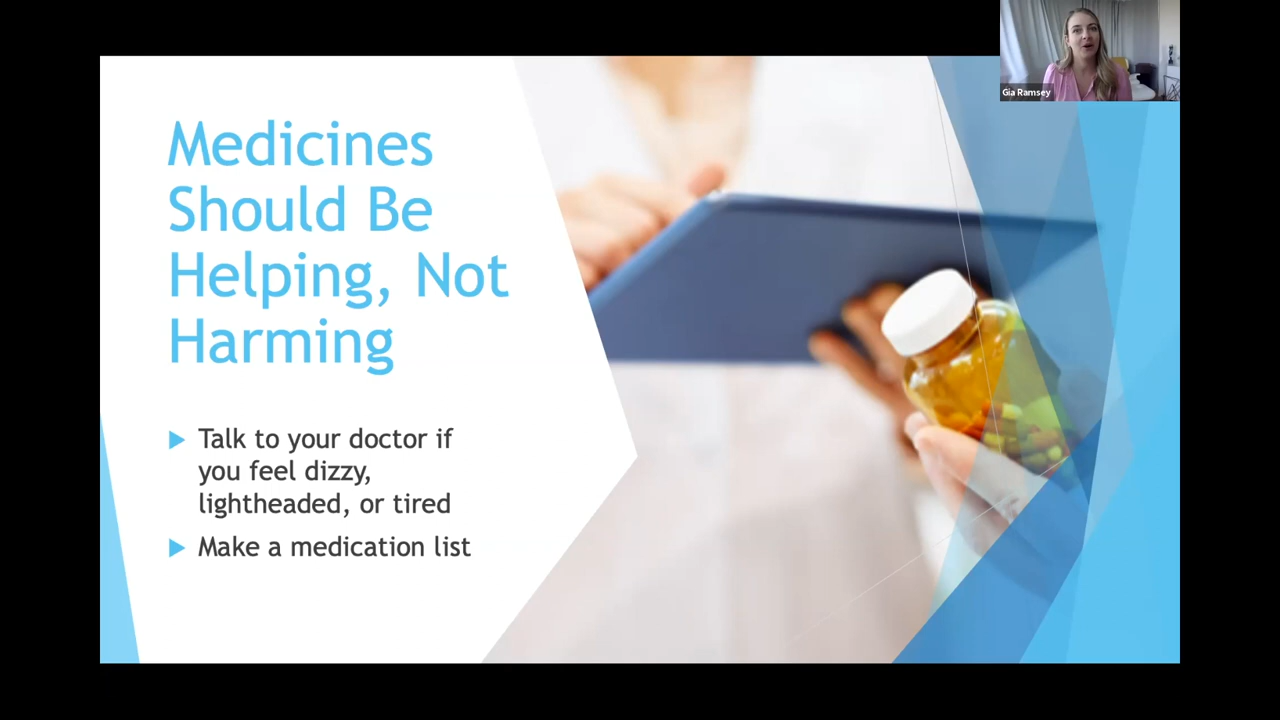 Gia Ramsey
Medicines
Should Be
Helping, Not
Harming
Talk to your doctor if
you feel dizzy,
lightheaded, or tired
Make a medication list